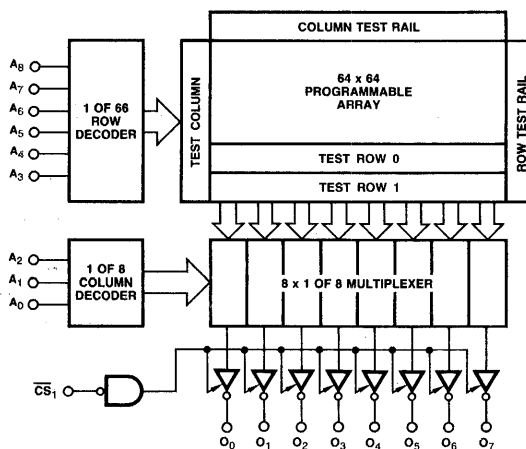 COLUMN TEST RAIL
A8
A7
A6
A5
A4
A3
1 OF 66
ROW
DECODER
TEST COLUMN
64 x 64
PROGRAMMABLE
ARRAY
ROW TEST RAIL
TEST ROW 0
TEST ROW 1
A2
A1
A0
1 OF 8
COLUMN
DECODER
8 x 1 OF 8 MULTIPLEXER
CS1
O0 O1 O2 O3 O4 O5 O6 O7